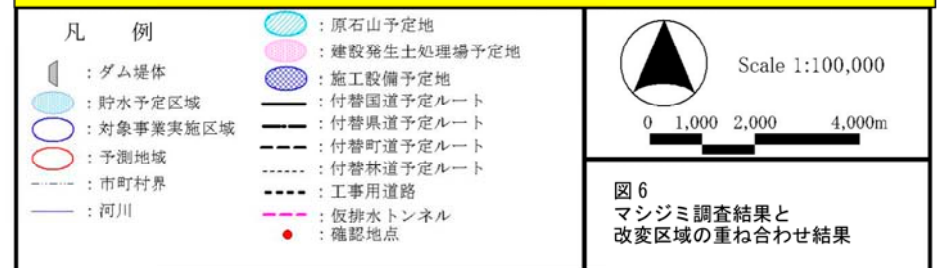 凡 例
：ダム堤体
：貯水予定区域
：対象事業実施区域
：予測地域
：市町村界
：河川
：原石山予定地
：建設発生土処理場予定地
：施工設備予定地
：付替国道予定ルート
：付替県道予定ルート
：付替町道予定ルート
：付替林道予定ルート
：工事用道路
：仮排水トンネル
：確認地点
Scale 1:100,000
0 1,000 2,000 4,000m
図6
マシジミ調査結果と
改変区域の重ね合わせ結果